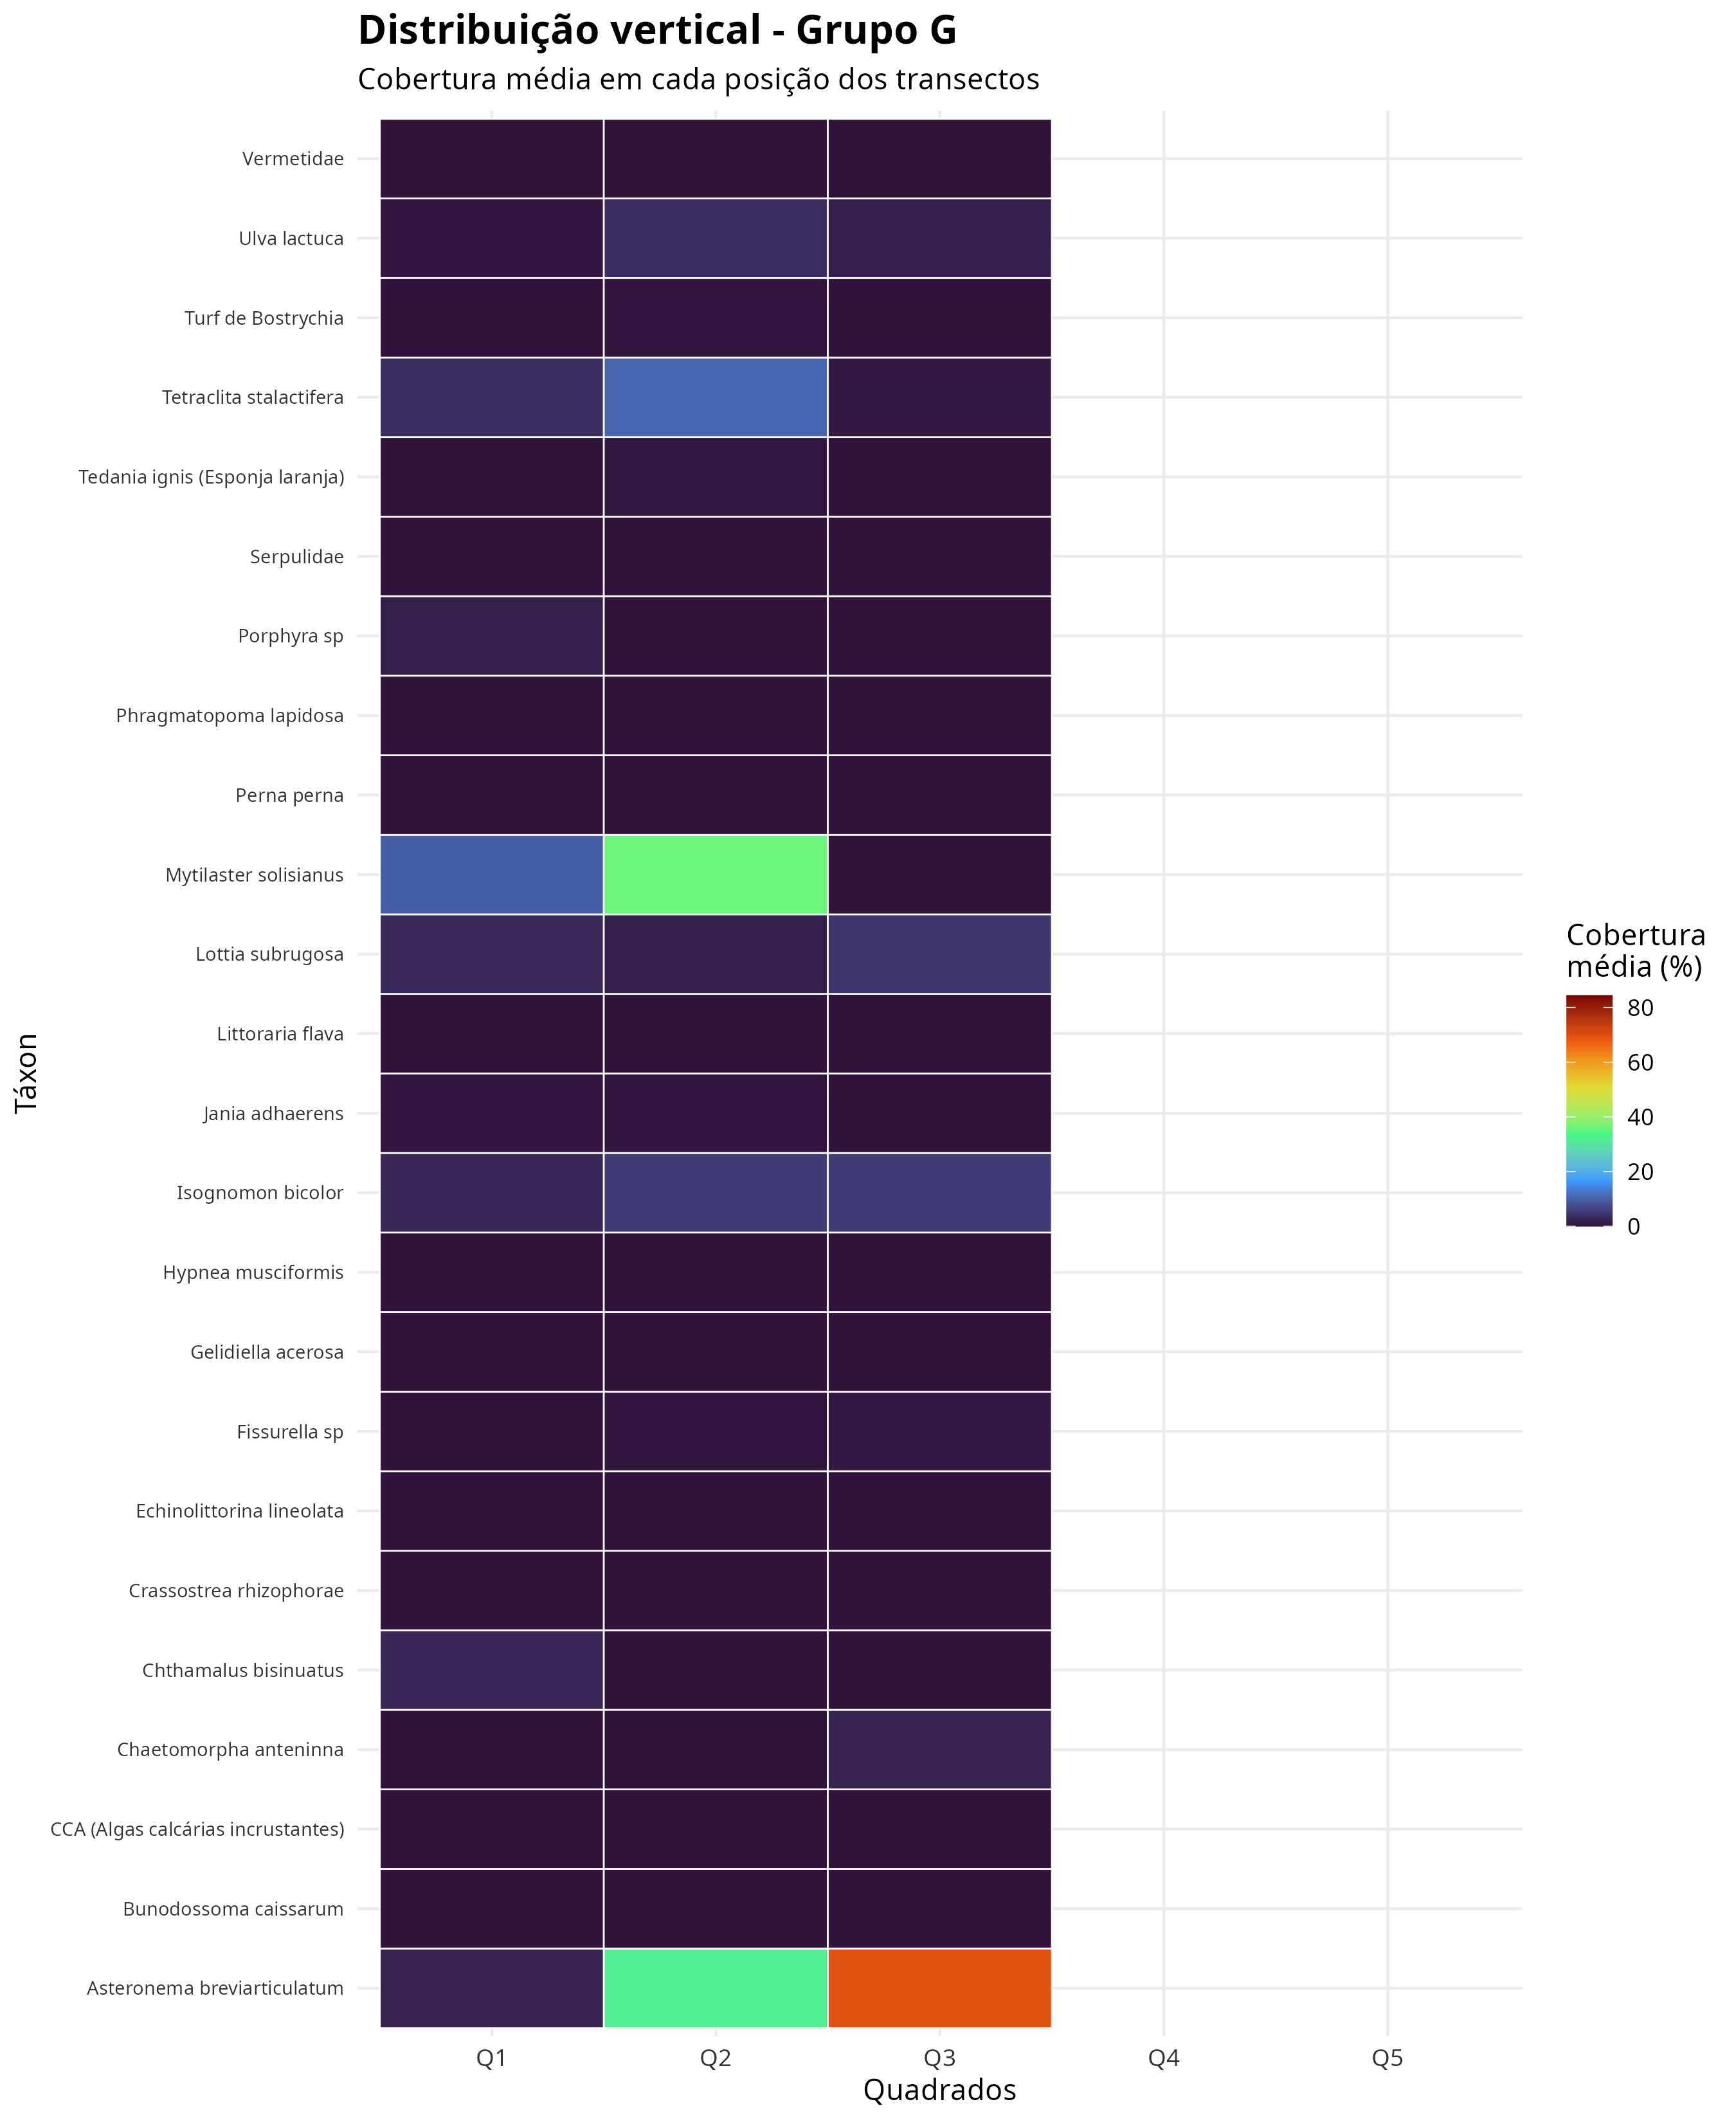 Distribuição vertical - Grupo G
Cobertura média em cada posição dos transectos
Vermetidae
Ulva lactuca
Turf de Bostrychia
Tetraclita stalactifera
Tedania ignis (Esponja laranja)
Serpulidae
Porphyra sp
Phragmatopoma lapidosa
Perna perna
Mytilaster solisianus
Lottia subrugosa
Littoraria flava
Jania adhaerens
Isognomon bicolor
Hypnea musciformis
Gelidiella acerosa
Fissurella sp
Echinolittorina lineolata
Crassostrea rhizophorae
Chthamalus bisinuatus
Chaetomorpha anteninna
CCA (Algas calcárias incrustantes)
Bunodossoma caissarum
Asteronema breviarticulatum
Táxon
Q1 Q2 Q3 Q4 Q5
Quadrados
Cobertura
média (%)
80
60
40
20
0